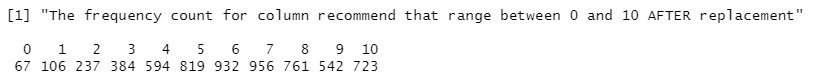 [1] "The frequency count for column recommend that range between 0 and 10 AFTER replacement"
0 1 2 3 4 5 6 7 8 9 10
67 106 237 384 594 819 932 956 761 542 723